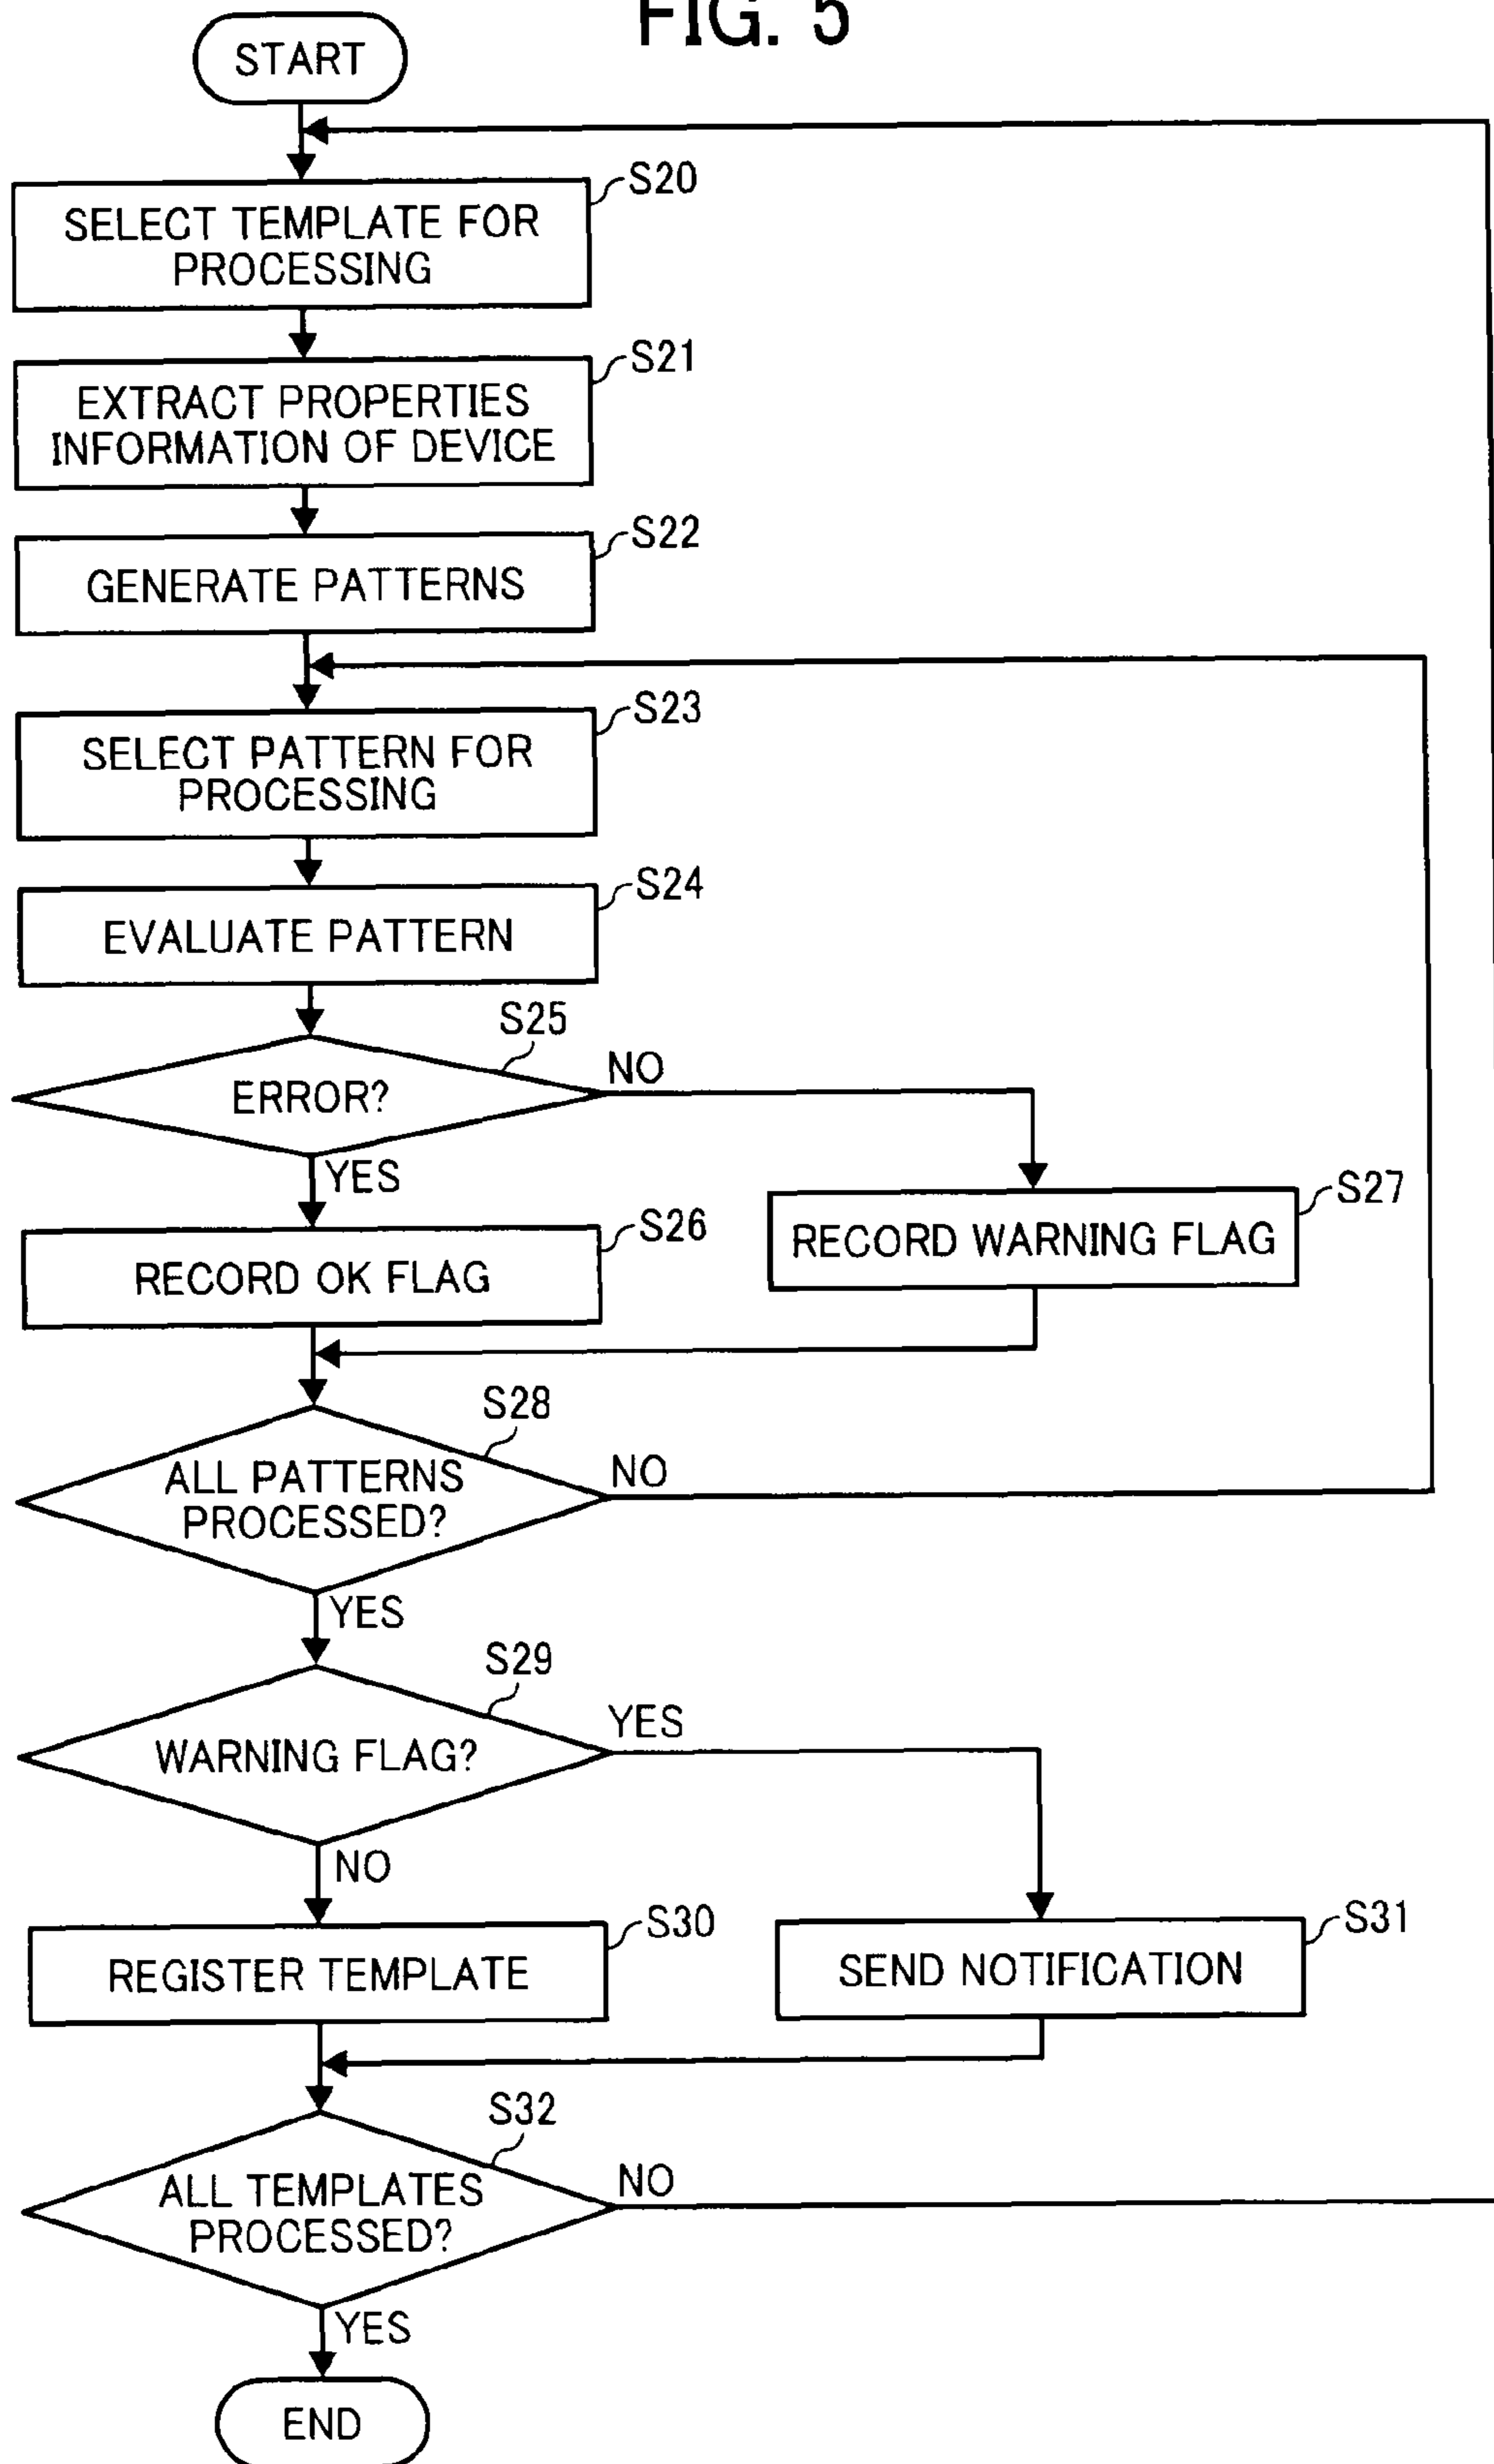 FIG. 5
START
S20
SELECT TEMPLATE FOR
PROCESSING
S21
EXTRACT PROPERTIES
INFORMATION OF DEVICE
S22
GENERATE PATTERNS
S23
SELECT PATTERN FOR
PROCESSING
S24
EVALUATE PATTERN
S25
ERROR?
NO
YES
S26
RECORD OK FLAG
S27
RECORD WARNING FLAG
S28
ALL PATTERNS
PROCESSED?
NO
YES
S29
WARNING FLAG?
YES
NO
S30
REGISTER TEMPLATE
S31
SEND NOTIFICATION
S32
ALL TEMPLATES
PROCESSED?
NO
YES
END